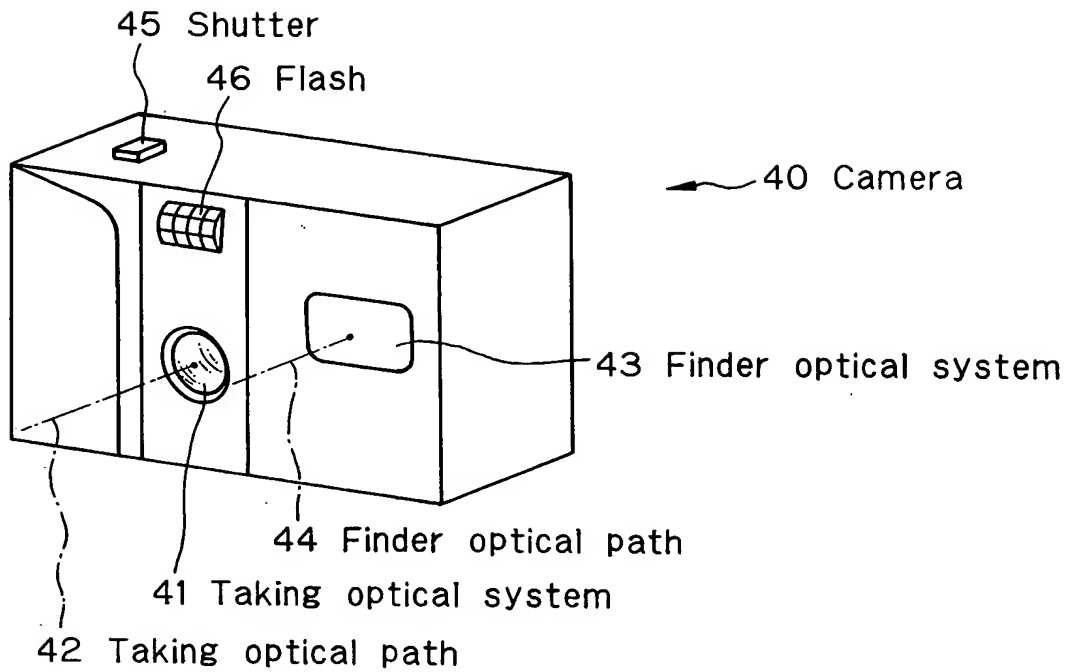 45 Shutter
46 Flash
40 Camera
43 Finder optical system
44 Finder optical path
41 Taking optical system
42 Taking optical path